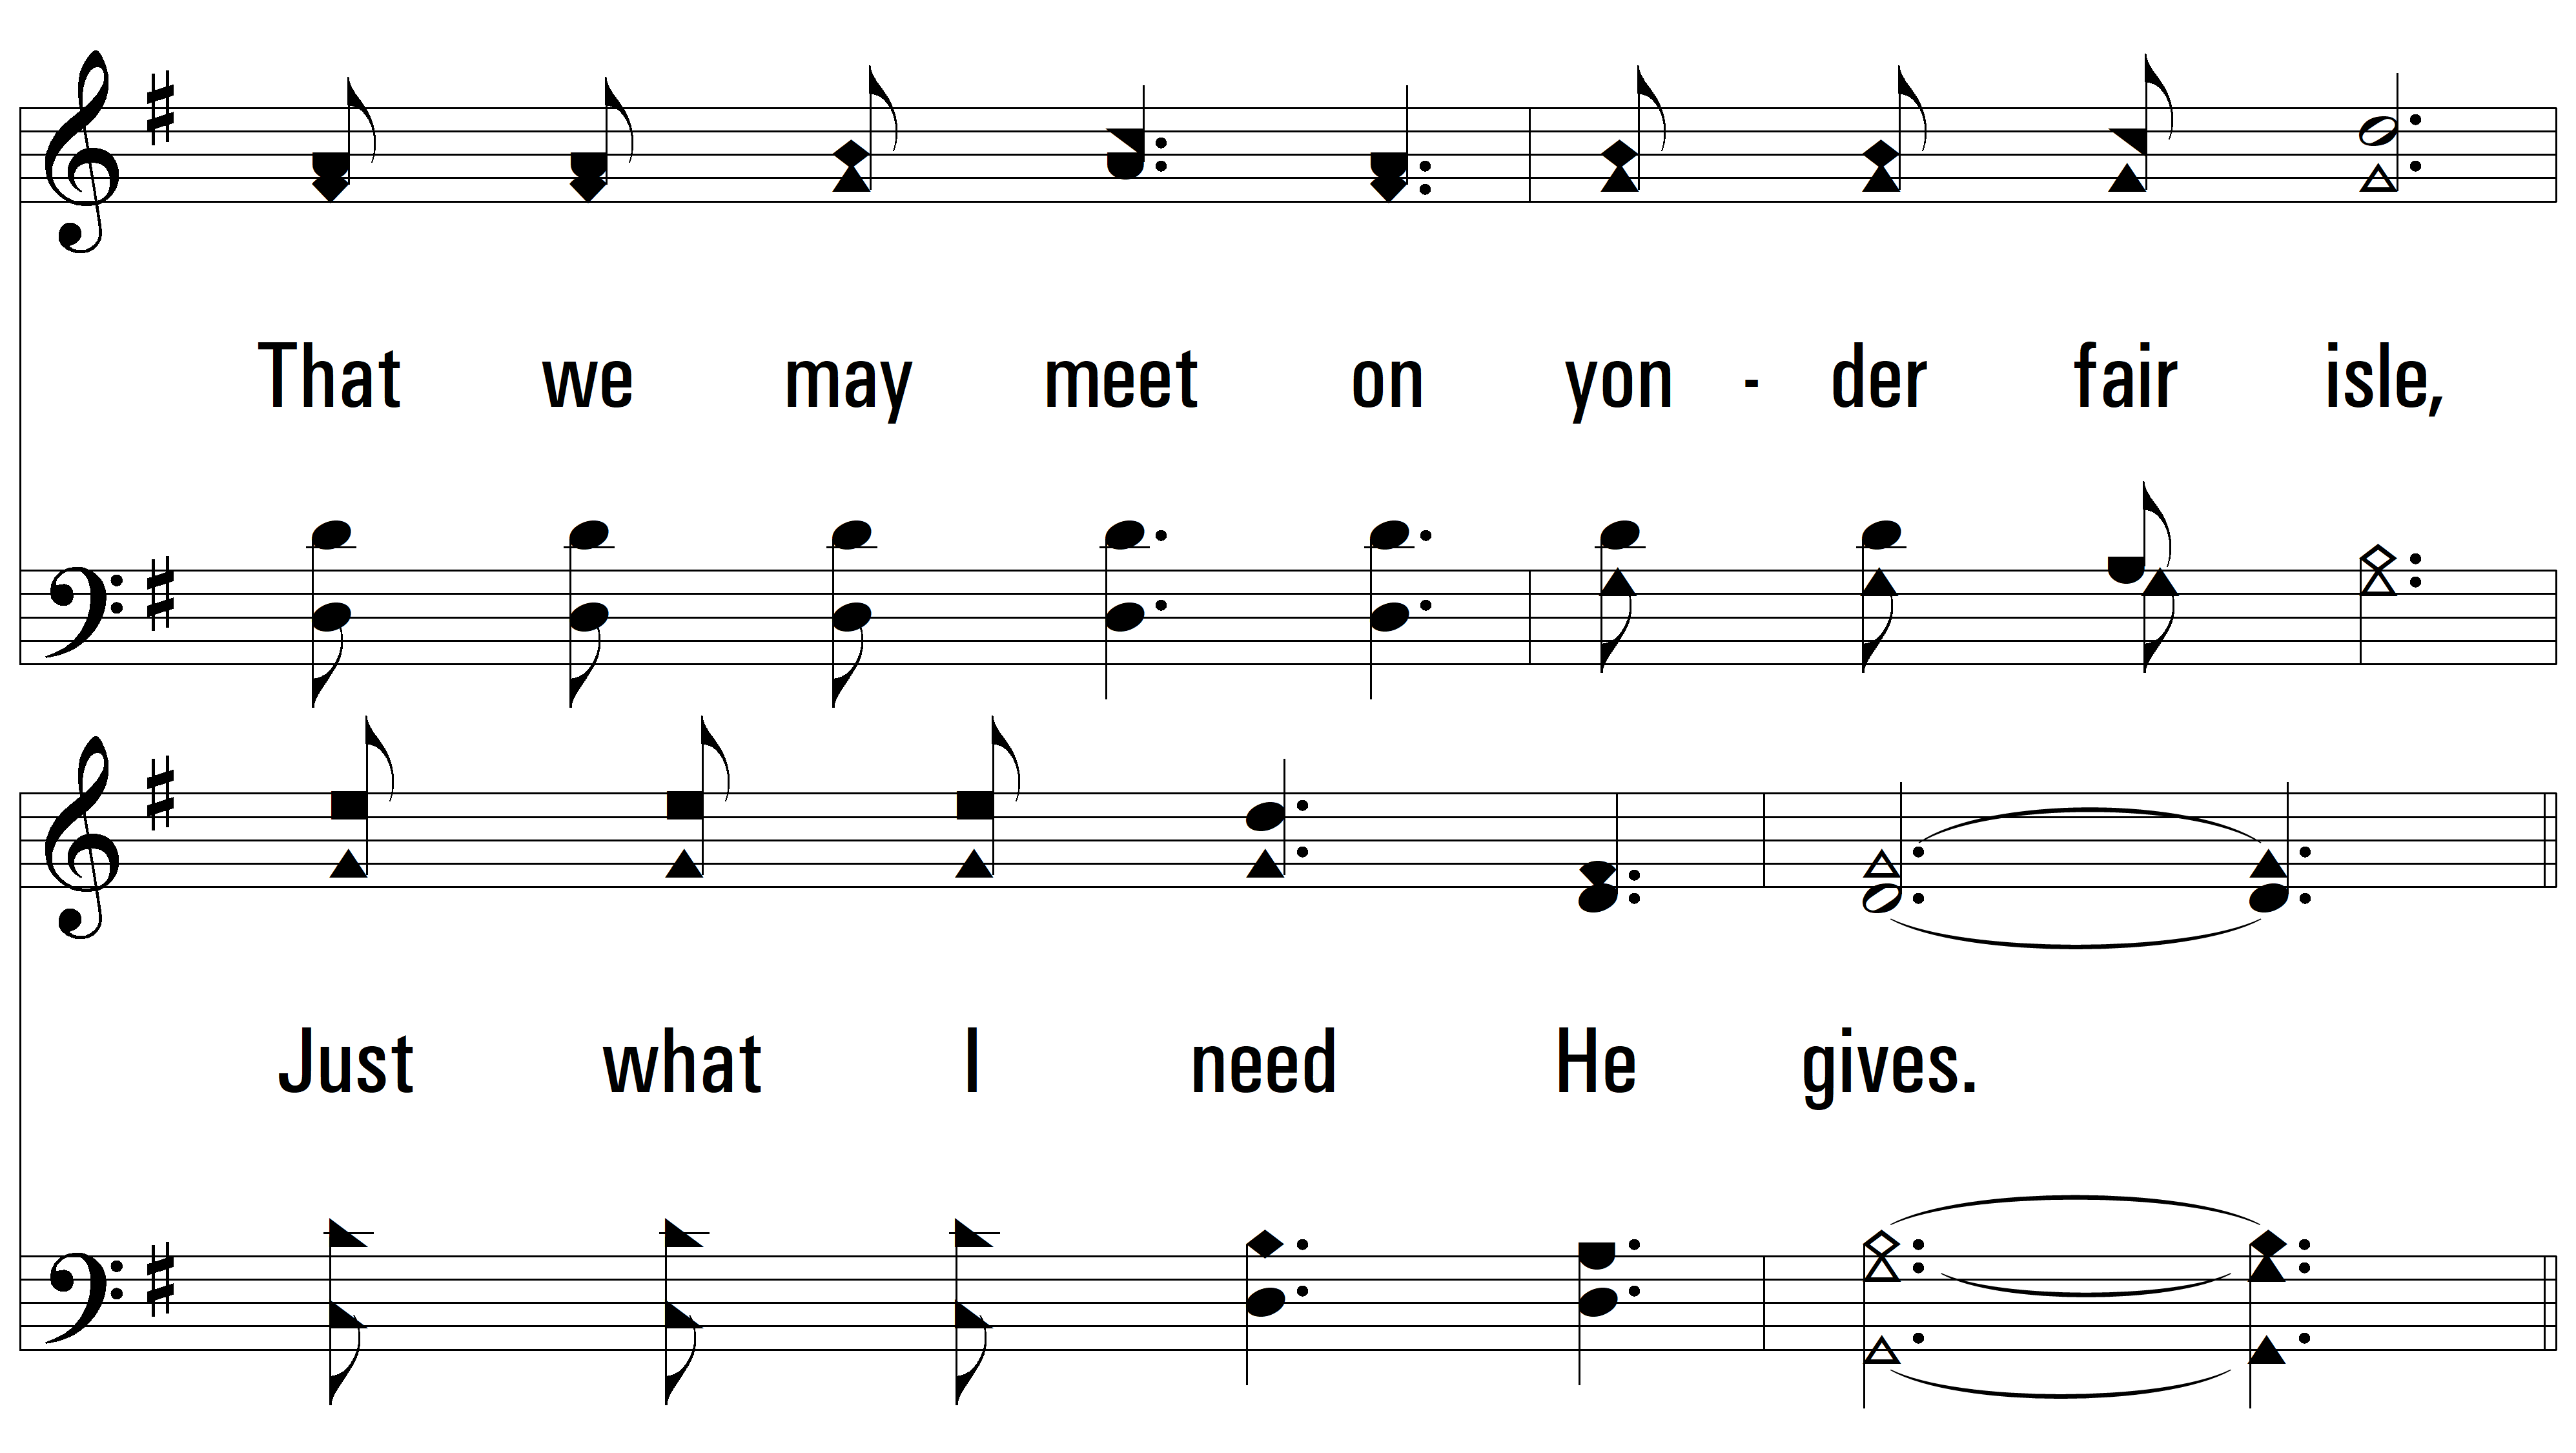 That we may meet on yon - der fair isle,
Just what I need He gives.